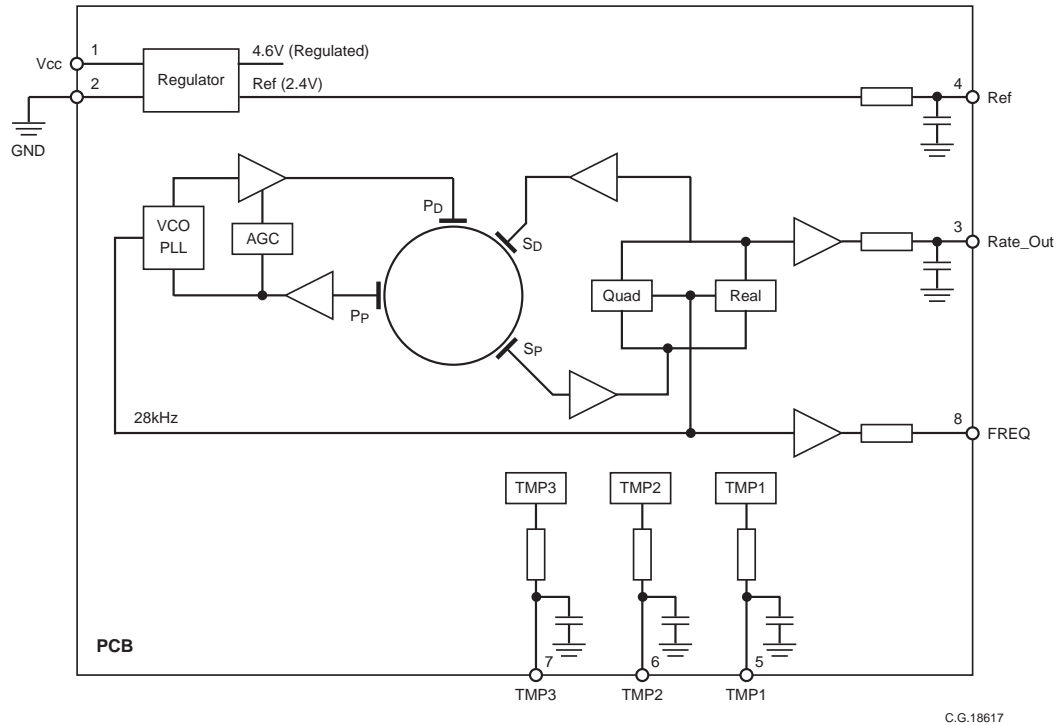 1
4.6V (Regulated)
Vcc
Regulator
2
Ref (2.4V)
4
Ref
GND
PD
VCO
PLL
AGC
SD
3
Rate_Out
Quad
Real
PP
SP
28kHz
8
FREQ
TMP3
TMP2
TMP1
PCB
7
6
5
TMP3
TMP2
TMP1
C.G.18617